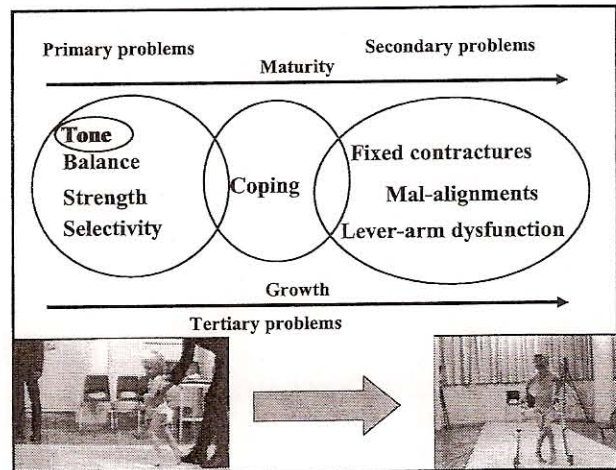 Primary problems
Secondary problems
Maturity
Tone
Balance
Strength
Selectivity
Coping
Fixed contractures
Mal-alignments
Lever-arm dysfunction
Growth
Tertiary problems